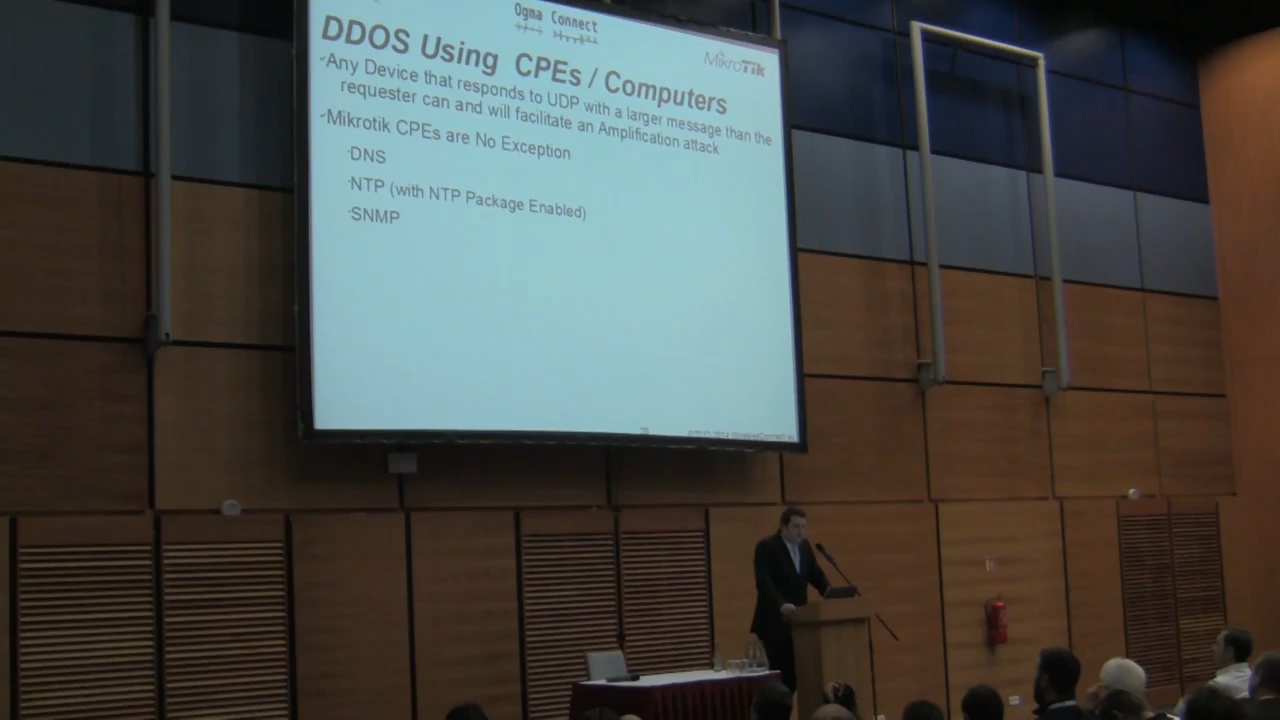 Ogma Connect
MikroTik
DDOS Using CPEs / Computers
Any Device that responds to UDP with a larger message than the
requester can and will facilitate an Amplification attack
Mikrotik CPEs are No Exception
DNS
NTP (with NTP Package Enabled)
SNMP